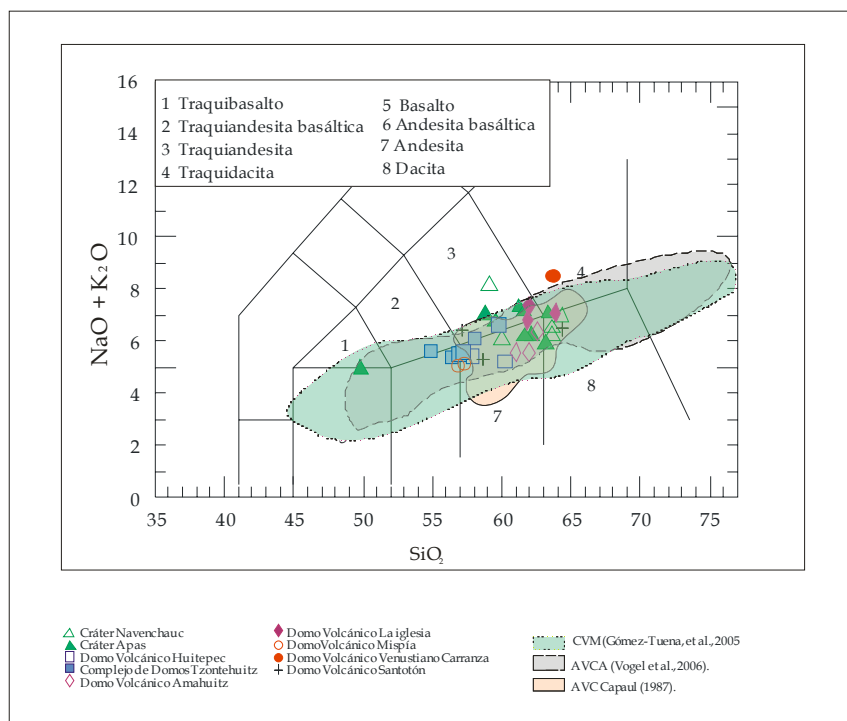 16
14
12
10
8
6
4
2
0
NaO + K2O
1 Traquibasalto
2 Traquiandesita basáltica
3 Traquiandesita
4 Traquidacita
5 Basalto
6 Andesita basáltica
7 Andesita
8 Dacita
3
4
2
1
8
7
35 40 45 50 55 60 65 70 75
SiO2
Cráter Navenchauc
Cráter Apas
Domo Volcánico Huitepec
Complejo de Domos Tzontehuitz
Domo Volcánico Amahuitz
Domo Volcánico La iglesia
DomoVolcánico Mispía
Domo Volcánico Venustiano Carranza
Domo Volcánico Santotón
CVM (Gómez-Tuena, et al., 2005
AVCA (Vogel et al., 2006).
AVC Capaul (1987).